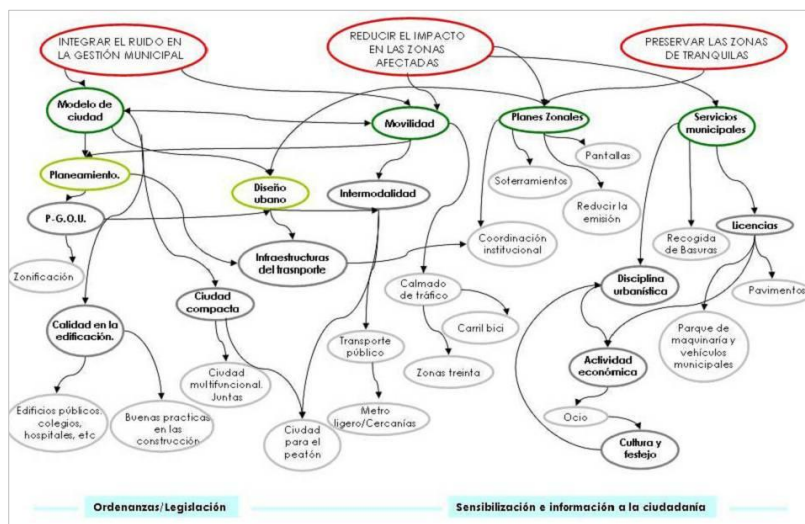 INTEGRAR EL RUIDO EN
LA GESTIÓN MUNICIPAL
REDUCIR EL IMPACTO
EN LAS ZONAS
AFECTADAS
PRESERVAR LAS ZONAS
DE TRANQUILAS
Modelo de
ciudad
Movilidad
Planes Zonales
Servicios
municipales
Planeamiento.
Diseño
ubano
Intermodalidad
Soterramientos
Pantallas
Reducir la
emisión
P-G.O.U.
Licencias
Zonificación
Infraestructuras
del trasnporte
Coordinación
institucional
Recogida
de Basuras
Disciplina
urbanística
Pavimentos
Ciudad
compacta
Calmado
de tráfico
Calidad en la
edificación.
Transporte
público
Carril bici
Parque de
maquinaría y
vehículos
municipales
Ciudad
multifuncional.
Juntas
Zonas treinta
Actividad
económica
Edificios públicos:
colegios,
hospitales, etc
Buenas practicas
en las
construcción
Ciudad
para el
peatón
Metro
ligero/Cercanías
Ocio
Cultura y
festejo
Ordenanzas/Legislación
Sensibilización e información a la ciudadanía